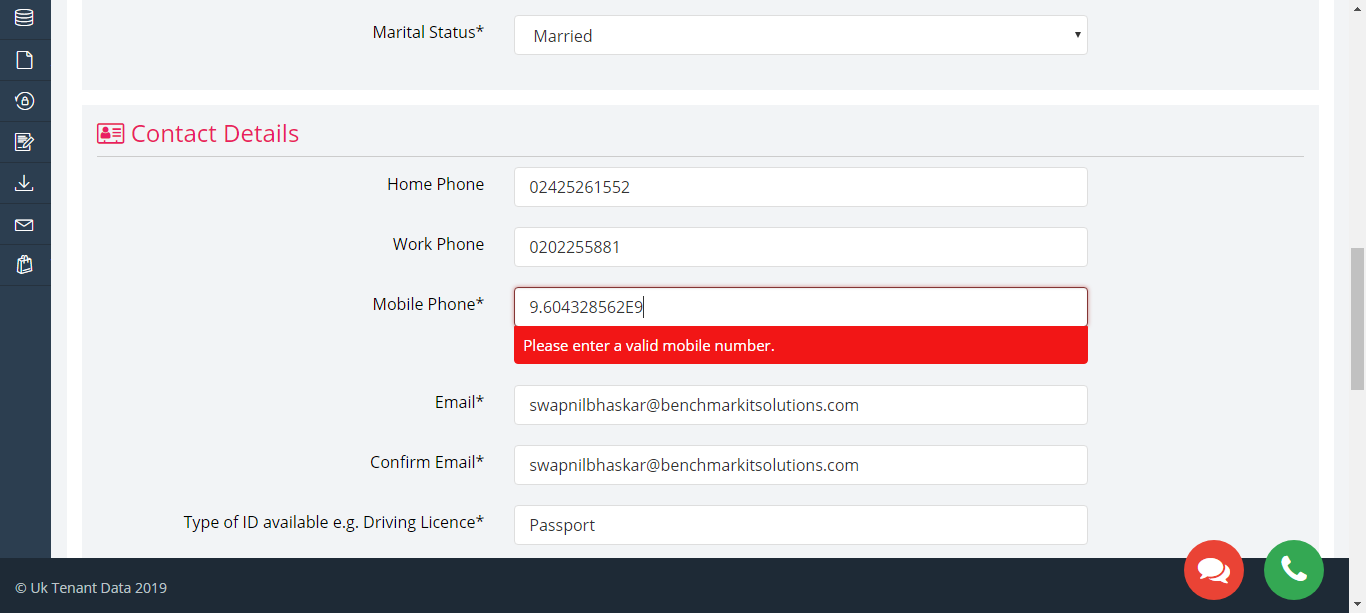 Marital Status*
Married
Contact Details
Home Phone
02425261552
Work Phone
0202255881
Mobile Phone*
9.604328562E9
Please enter a valid mobile number.
Email*
swapnilbhaskar@benchmarkitsolutions.com
Confirm Email*
swapnilbhaskar@benchmarkitsolutions.com
Type of ID available e.g. Driving Licence*
Passport
© Uk Tenant Data 2019